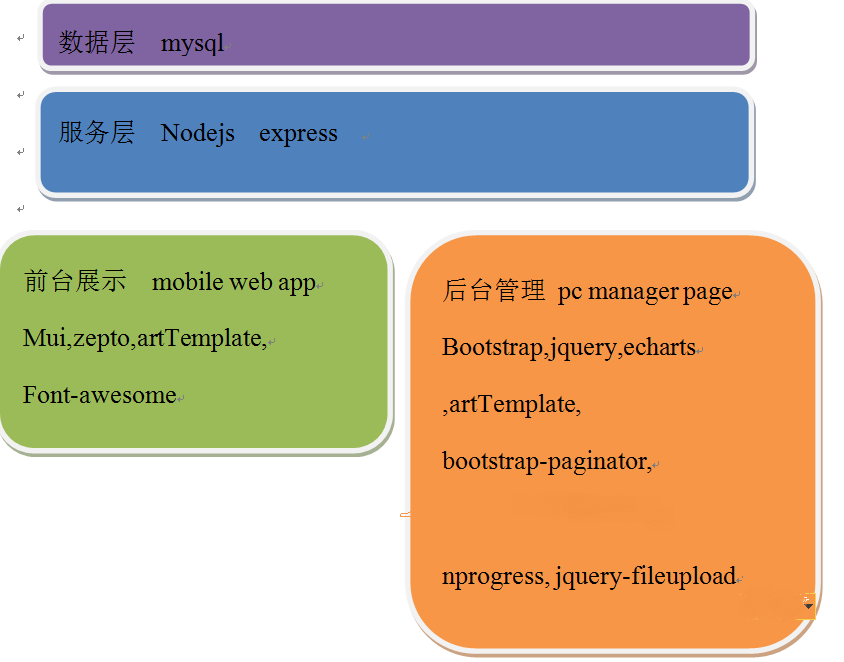 数据层 mysql
服务层 Nodejs express
前台展示 mobile web app
Mui,zepto,artTemplate,
Font-awesome
后台管理 pc manager page
Bootstrap,jquery,echarts
,artTemplate,
bootstrap-paginator,
nprogress, jquery-fileupload